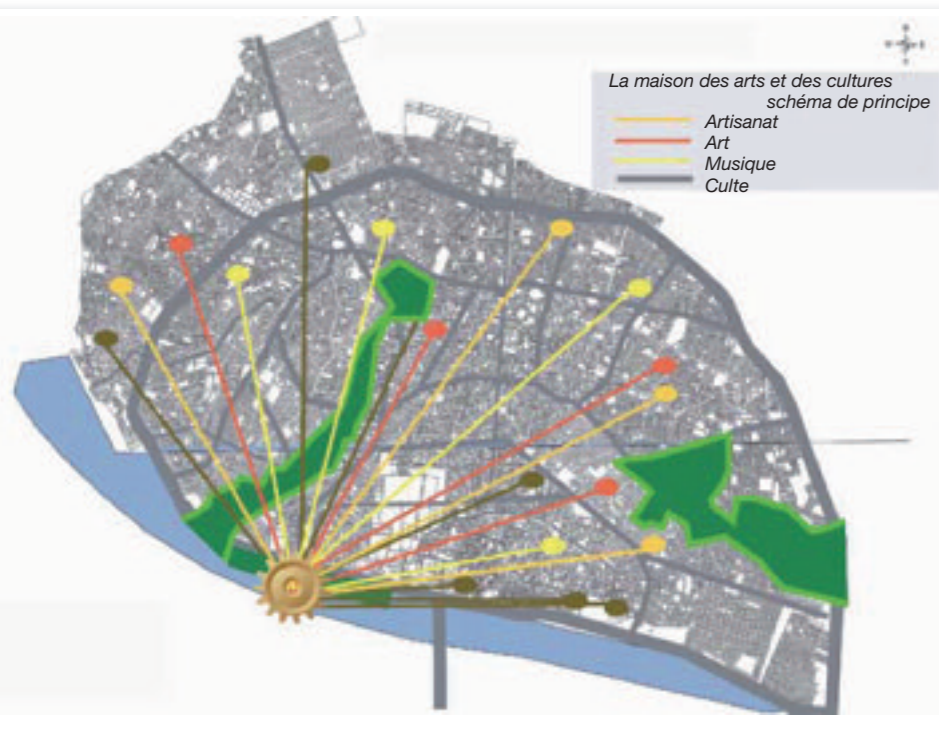 La maison des arts et des cultures
schéma de principe
Artisanat
Art
Musique
Culte